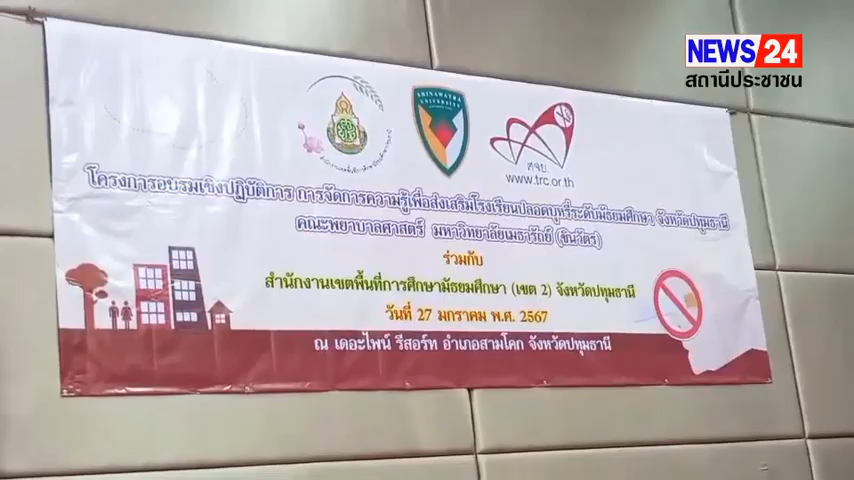 NEWS 24
สถานีประชาชน
SHINAWATRA
UNIVERSITY
ศจย.
www.trc.or.th
โครงการอบรมเชิงปฏิบัติการ การจัดการความรู้เพื่อส่งเสริมโรงเรียนปลอดบุหรี่ระดับมัธยมศึกษา จังหวัดปทุมธานี
คณะพยาบาลศาสตร์ มหาวิทยาลัยเมธารัถย์ (ชินวัตร)
ร่วมกับ
สำนักงานเขตพื้นที่การศึกษามัธยมศึกษา (เขต 2) จังหวัดปทุมธานี
วันที่ 27 มกราคม พ.ศ. 2567
ณ เดอะไพน์ รีสอร์ท อำเภอสามโคก จังหวัดปทุมธานี